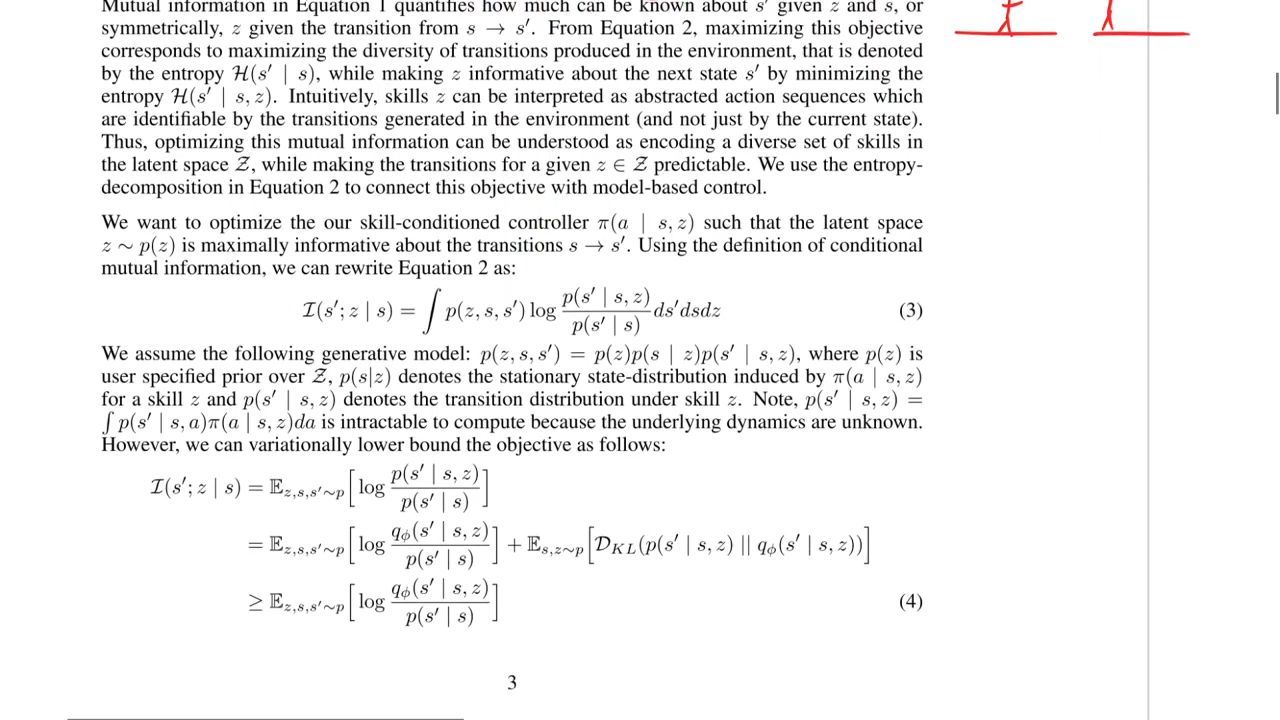 Mutual information in Equation 1 quantifies how much can be known about s′ given z and s, or
symmetrically, z given the transition from s → s′. From Equation 2, maximizing this objective
corresponds to maximizing the diversity of transitions produced in the environment, that is denoted
by the entropy ℋ(s′ | s), while making z informative about the next state s′ by minimizing the
entropy ℋ(s′ | s, z). Intuitively, skills z can be interpreted as abstracted action sequences which
are identifiable by the transitions generated in the environment (and not just by the current state).
Thus, optimizing this mutual information can be understood as encoding a diverse set of skills in
the latent space 𝒵, while making the transitions for a given z ∈ 𝒵 predictable. We use the entropy-
decomposition in Equation 2 to connect this objective with model-based control.
We want to optimize the our skill-conditioned controller π(a | s, z) such that the latent space
z ∼ p(z) is maximally informative about the transitions s → s′. Using the definition of conditional
mutual information, we can rewrite Equation 2 as:
ℐ(s′; z | s) = ∫ p(z, s, s′) log p(s′ | s, z) / p(s′ | s) ds′dsdz (3)
We assume the following generative model: p(z, s, s′) = p(z)p(s | z)p(s′ | s, z), where p(z) is
user specified prior over 𝒵, p(s|z) denotes the stationary state-distribution induced by π(a | s, z)
for a skill z and p(s′ | s, z) denotes the transition distribution under skill z. Note, p(s′ | s, z) =
∫ p(s′ | s, a)π(a | s, z)da is intractable to compute because the underlying dynamics are unknown.
However, we can variationally lower bound the objective as follows:
ℐ(s′; z | s) = 𝔼_{z,s,s′∼p}[log p(s′ | s, z) / p(s′ | s)]
= 𝔼_{z,s,s′∼p}[log q_ϕ(s′ | s, z) / p(s′ | s)] + 𝔼_{s,z∼p}[𝒟_{KL}(p(s′ | s, z) || q_ϕ(s′ | s, z))]
≥ 𝔼_{z,s,s′∼p}[log q_ϕ(s′ | s, z) / p(s′ | s)] (4)
3